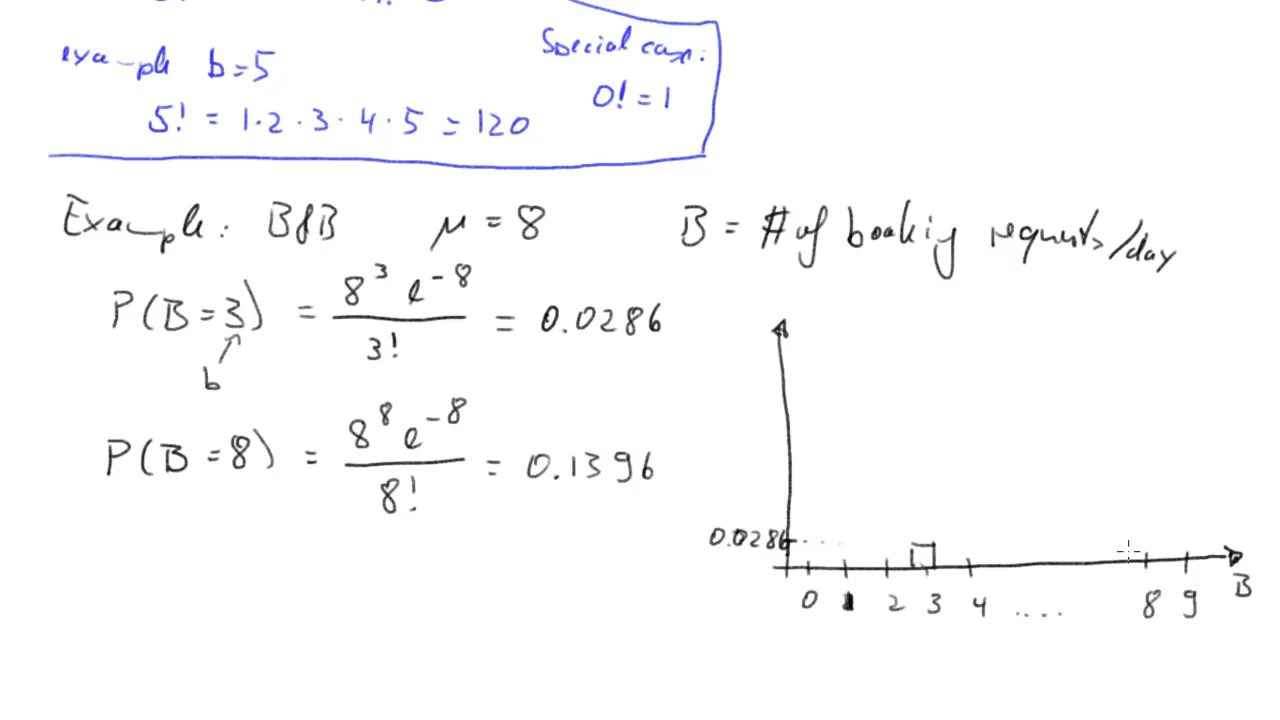 example b=5
5! = 1·2·3·4·5 = 120
Special case:
0! = 1
Example: B&B μ = 8 B = # of booking requests/day
P(B=3) = 8^3 e^-8 / 3! = 0.0286
b
P(B=8) = 8^8 e^-8 / 8! = 0.1396
0.0286
0 1 2 3 4 .... 8 9 B